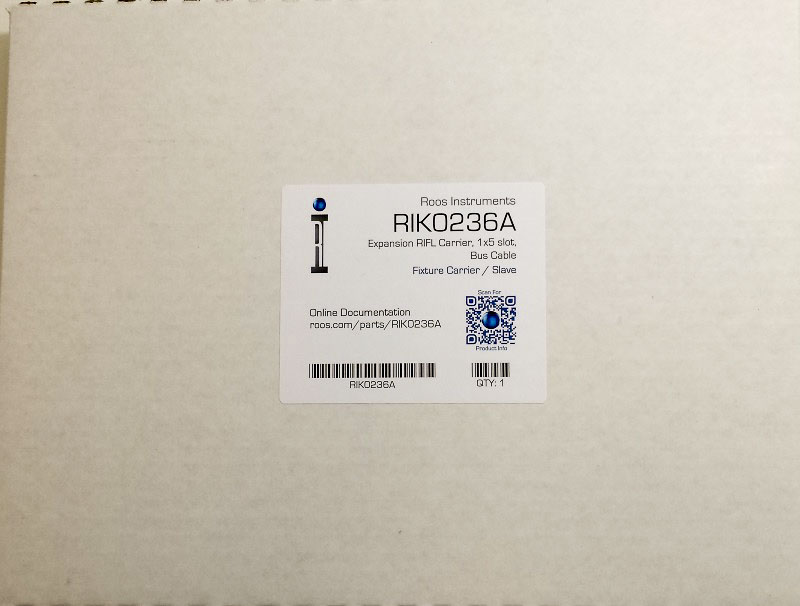 Roos Instruments
RIK0236A
Expansion RIFL Carrier, 1x5 slot,
Bus Cable
Fixture Carrier / Slave
RI
Online Documentation
roos.com/parts/RIK0236A
Scan For
Product Info
RIK0236A
QTY: 1